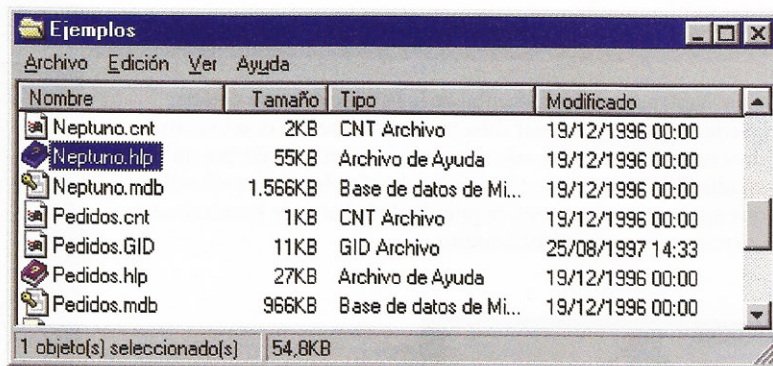 Ejemplos
Archivo Edición Ver Ayuda
Nombre Tamaño Tipo Modificado
Neptuno.cnt 2KB CNT Archivo 19/12/1996 00:00
Neptuno.hlp 55KB Archivo de Ayuda 19/12/1996 00:00
Neptuno.mdb 1.566KB Base de datos de Mi... 19/12/1996 00:00
Pedidos.cnt 1KB CNT Archivo 19/12/1996 00:00
Pedidos.GID 11KB GID Archivo 25/08/1997 14:33
Pedidos.hlp 27KB Archivo de Ayuda 19/12/1996 00:00
Pedidos.mdb 966KB Base de datos de Mi... 19/12/1996 00:00
1 objeto(s) seleccionado(s) 54,8KB